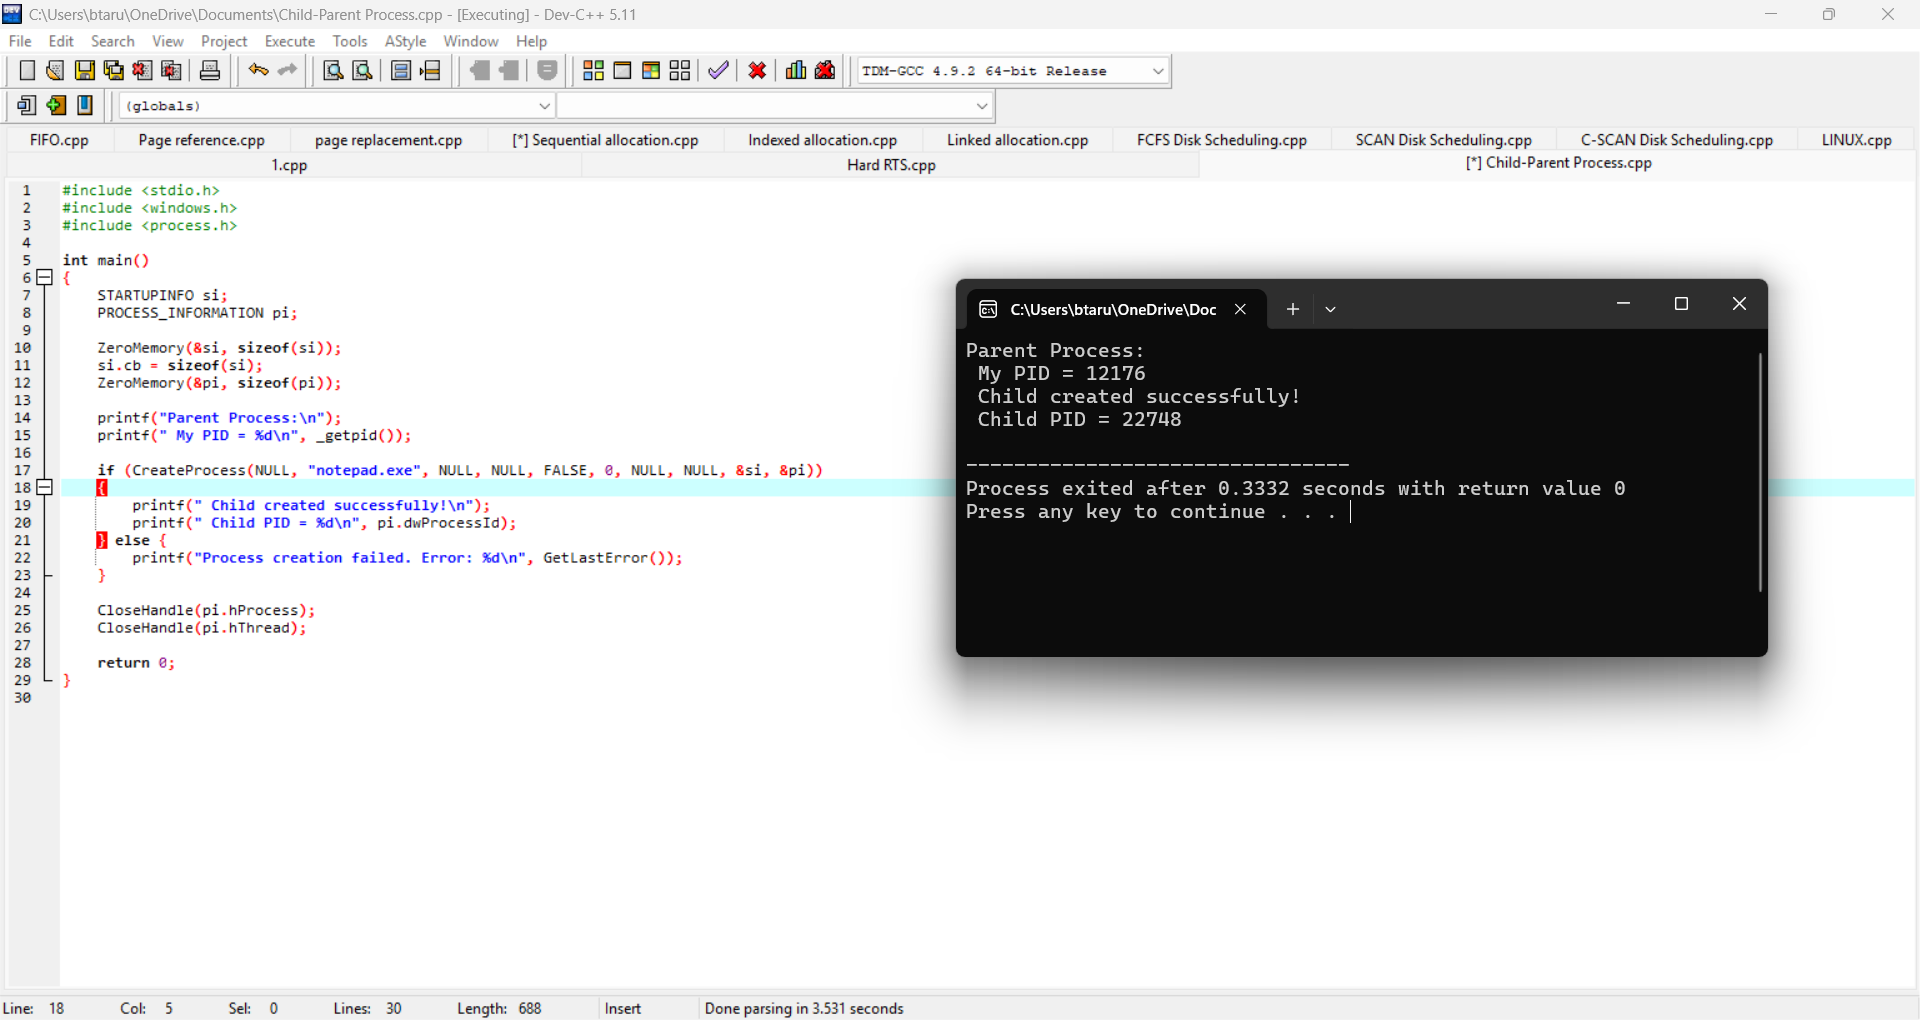 C:\Users\btaru\OneDrive\Documents\Child-Parent Process.cpp - [Executing] - Dev-C++ 5.11
File Edit Search View Project Execute Tools AStyle Window Help
TDM-GCC 4.9.2 64-bit Release
(globals)
FIFO.cpp Page reference.cpp page replacement.cpp [*] Sequential allocation.cpp Indexed allocation.cpp Linked allocation.cpp FCFS Disk Scheduling.cpp SCAN Disk Scheduling.cpp C-SCAN Disk Scheduling.cpp LINUX.cpp
1.cpp Hard RTS.cpp [*] Child-Parent Process.cpp
1 #include <stdio.h>
2 #include <windows.h>
3 #include <process.h>
4
5 int main()
6 {
7 STARTUPINFO si;
8 PROCESS_INFORMATION pi;
9
10 ZeroMemory(&si, sizeof(si));
11 si.cb = sizeof(si);
12 ZeroMemory(&pi, sizeof(pi));
13
14 printf("Parent Process:\n");
15 printf(" My PID = %d\n", _getpid());
16
17 if (CreateProcess(NULL, "notepad.exe", NULL, NULL, FALSE, 0, NULL, NULL, &si, &pi))
18 {
19 printf(" Child created successfully!\n");
20 printf(" Child PID = %d\n", pi.dwProcessId);
21 } else {
22 printf("Process creation failed. Error: %d\n", GetLastError());
23 }
24
25 CloseHandle(pi.hProcess);
26 CloseHandle(pi.hThread);
27
28 return 0;
29 }
30
C:\Users\btaru\OneDrive\Doc
Parent Process:
My PID = 12176
Child created successfully!
Child PID = 22748
--------------------------------
Process exited after 0.3332 seconds with return value 0
Press any key to continue . . .
Line: 18 Col: 5 Sel: 0 Lines: 30 Length: 688 Insert Done parsing in 3.531 seconds